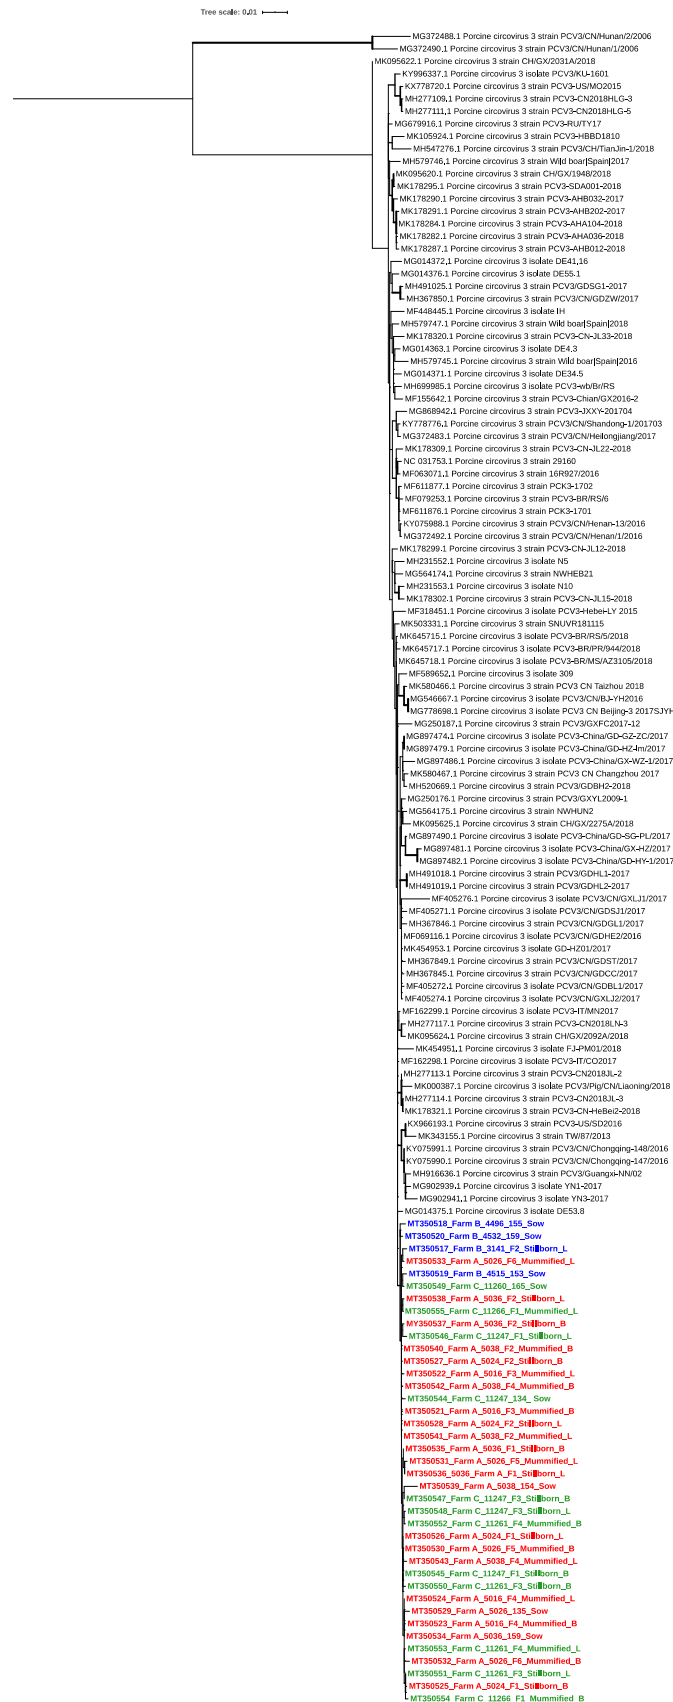 Tree scale: 0.01
MG372488.1 Porcine circovirus 3 strain PCV3/CN/Hunan/2/2006
MG372490.1 Porcine circovirus 3 strain PCV3/CN/Hunan/1/2006
MK095622.1 Porcine circovirus 3 strain CH/GX/2031A/2018
KY996337.1 Porcine circovirus 3 isolate PCV3/KU-1601
KX778720.1 Porcine circovirus 3 strain PCV3-US/MO2015
MH277109.1 Porcine circovirus 3 strain PCV3-CN2018HLG-3
MH277111.1 Porcine circovirus 3 strain PCV3-CN2018HLG-5
MG679916.1 Porcine circovirus 3 strain PCV3-RU/TY17
MK105924.1 Porcine circovirus 3 strain PCV3-HBBD1810
MH547276.1 Porcine circovirus 3 strain PCV3/CH/TianJin-1/2018
MH579746.1 Porcine circovirus 3 strain Wild boar|Spain|2017
MK095620.1 Porcine circovirus 3 strain CH/GX/1948/2018
MK178295.1 Porcine circovirus 3 strain PCV3-SDA001-2018
MK178290.1 Porcine circovirus 3 strain PCV3-AHB032-2017
MK178291.1 Porcine circovirus 3 strain PCV3-AHB202-2017
MK178284.1 Porcine circovirus 3 strain PCV3-AHA104-2018
MK178282.1 Porcine circovirus 3 strain PCV3-AHA036-2018
MK178287.1 Porcine circovirus 3 strain PCV3-AHB012-2018
MG014372.1 Porcine circovirus 3 isolate DE41.16
MG014376.1 Porcine circovirus 3 isolate DE55.1
MH491025.1 Porcine circovirus 3 strain PCV3/GDSG1-2017
MH367850.1 Porcine circovirus 3 strain PCV3/CN/GDZW/2017
MF448445.1 Porcine circovirus 3 isolate IH
MH579747.1 Porcine circovirus 3 strain Wild boar|Spain|2018
MK178320.1 Porcine circovirus 3 strain PCV3-CN-JL33-2018
MG014363.1 Porcine circovirus 3 isolate DE4.3
MH579745.1 Porcine circovirus 3 strain Wild boar|Spain|2016
MG014371.1 Porcine circovirus 3 isolate DE34.5
MH699985.1 Porcine circovirus 3 isolate PCV3-wb/Br/RS
MF155642.1 Porcine circovirus 3 strain PCV3-Chian/GX2016-2
MG868942.1 Porcine circovirus 3 strain PCV3-JXXY-201704
KY778776.1 Porcine circovirus 3 strain PCV3/CN/Shandong-1/201703
MG372483.1 Porcine circovirus 3 strain PCV3/CN/Heilongjiang/2017
MK178309.1 Porcine circovirus 3 strain PCV3-CN-JL22-2018
NC 031753.1 Porcine circovirus 3 strain 29160
MF063071.1 Porcine circovirus 3 strain 16R927/2016
MF611877.1 Porcine circovirus 3 strain PCK3-1702
MF079253.1 Porcine circovirus 3 strain PCV3-BR/RS/6
MF611876.1 Porcine circovirus 3 strain PCK3-1701
KY075988.1 Porcine circovirus 3 strain PCV3/CN/Henan-13/2016
MG372492.1 Porcine circovirus 3 strain PCV3/CN/Henan/1/2016
MK178299.1 Porcine circovirus 3 strain PCV3-CN-JL12-2018
MH231552.1 Porcine circovirus 3 isolate N5
MG564174.1 Porcine circovirus 3 strain NWHEB21
MH231553.1 Porcine circovirus 3 isolate N10
MK178302.1 Porcine circovirus 3 strain PCV3-CN-JL15-2018
MF318451.1 Porcine circovirus 3 isolate PCV3-Hebei-LY 2015
MK503331.1 Porcine circovirus 3 strain SNUVR181115
MK645715.1 Porcine circovirus 3 isolate PCV3-BR/RS/5/2018
MK645717.1 Porcine circovirus 3 isolate PCV3-BR/PR/944/2018
MK645718.1 Porcine circovirus 3 isolate PCV3-BR/MS/AZ3105/2018
MF589652.1 Porcine circovirus 3 isolate 309
MK580466.1 Porcine circovirus 3 strain PCV3 CN Taizhou 2018
MG546667.1 Porcine circovirus 3 isolate PCV3/CN/BJ-YH2016
MG778698.1 Porcine circovirus 3 isolate PCV3 CN Beijing-3 2017SJYH
MG250187.1 Porcine circovirus 3 strain PCV3/GXFC2017-12
MG897474.1 Porcine circovirus 3 isolate PCV3-China/GD-GZ-ZC/2017
MG897479.1 Porcine circovirus 3 isolate PCV3-China/GD-HZ-lm/2017
MG897486.1 Porcine circovirus 3 isolate PCV3-China/GX-WZ-1/2017
MK580467.1 Porcine circovirus 3 strain PCV3 CN Changzhou 2017
MH520669.1 Porcine circovirus 3 strain PCV3/GDBH2-2018
MG250176.1 Porcine circovirus 3 strain PCV3/GXYL2009-1
MG564175.1 Porcine circovirus 3 strain NWHUN2
MK095625.1 Porcine circovirus 3 strain CH/GX/2275A/2018
MG897490.1 Porcine circovirus 3 isolate PCV3-China/GD-SG-PL/2017
MG897481.1 Porcine circovirus 3 isolate PCV3-China/GX-HZ/2017
MG897482.1 Porcine circovirus 3 isolate PCV3-China/GD-HY-1/2017
MH491018.1 Porcine circovirus 3 strain PCV3/GDHL1-2017
MH491019.1 Porcine circovirus 3 strain PCV3/GDHL2-2017
MF405276.1 Porcine circovirus 3 isolate PCV3/CN/GXLJ1/2017
MF405271.1 Porcine circovirus 3 isolate PCV3/CN/GDSJ1/2017
MH367846.1 Porcine circovirus 3 strain PCV3/CN/GDGL1/2017
MF069116.1 Porcine circovirus 3 isolate PCV3/CN/GDHE2/2016
MK454953.1 Porcine circovirus 3 isolate GD-HZ01/2017
MH367849.1 Porcine circovirus 3 strain PCV3/CN/GDST/2017
MH367845.1 Porcine circovirus 3 strain PCV3/CN/GDCC/2017
MF405272.1 Porcine circovirus 3 isolate PCV3/CN/GDBL1/2017
MF405274.1 Porcine circovirus 3 isolate PCV3/CN/GXLJ2/2017
MF162299.1 Porcine circovirus 3 isolate PCV3-IT/MN2017
MH277117.1 Porcine circovirus 3 strain PCV3-CN2018LN-3
MK095624.1 Porcine circovirus 3 strain CH/GX/2092A/2018
MK454951.1 Porcine circovirus 3 isolate FJ-PM01/2018
MF162298.1 Porcine circovirus 3 isolate PCV3-IT/CO2017
MH277113.1 Porcine circovirus 3 strain PCV3-CN2018JL-2
MK000387.1 Porcine circovirus 3 isolate PCV3/Pig/CN/Liaoning/2018
MH277114.1 Porcine circovirus 3 strain PCV3-CN2018JL-3
MK178321.1 Porcine circovirus 3 strain PCV3-CN-HeBei2-2018
KX966193.1 Porcine circovirus 3 strain PCV3-US/SD2016
MK343155.1 Porcine circovirus 3 strain TW/87/2013
KY075991.1 Porcine circovirus 3 strain PCV3/CN/Chongqing-148/2016
KY075990.1 Porcine circovirus 3 strain PCV3/CN/Chongqing-147/2016
MH916636.1 Porcine circovirus 3 strain PCV3/Guangxi-NN/02
MG902939.1 Porcine circovirus 3 isolate YN1-2017
MG902941.1 Porcine circovirus 3 isolate YN3-2017
MG014375.1 Porcine circovirus 3 isolate DE53.8
MT350518_Farm B_4496_155_Sow
MT350520_Farm B_4532_159_Sow
MT350517_Farm B_3141_F2_Stillborn_L
MT350533_Farm A_5026_F6_Mummified_L
MT350519_Farm B_4515_153_Sow
MT350549_Farm C_11260_165_Sow
MT350538_Farm A_5036_F2_Stillborn_L
MT350555_Farm C_11266_F1_Mummified_L
MY350537_Farm A_5036_F2_Stillborn_B
MT350546_Farm C_11247_F1_Stillborn_L
MT350540_Farm A_5038_F2_Mummified_B
MT350527_Farm A_5024_F2_Stillborn_B
MT350522_Farm A_5016_F3_Mummified_L
MT350542_Farm A_5038_F4_Mummified_B
MT350544_Farm C_11247_134_ Sow
MT350521_Farm A_5016_F3_Mummified_B
MT350528_Farm A_5024_F2_Stillborn_L
MT350541_Farm A_5038_F2_Mummified_L
MT350535_Farm A_5036_F1_Stillborn_B
MT350531_Farm A_5026_F5_Mummified_L
MT350536_5036_Farm A_F1_Stillborn_L
MT350539_Farm A_5038_154_Sow
MT350547_Farm C_11247_F3_Stillborn_B
MT350548_Farm C_11247_F3_Stillborn_L
MT350552_Farm C_11261_F4_Mummified_B
MT350526_Farm A_5024_F1_Stillborn_L
MT350530_Farm A_5026_F5_Mummified_B
MT350543_Farm A_5038_F4_Mummified_L
MT350545_Farm C_11247_F1_Stillborn_B
MT350550_Farm C_11261_F3_Stillborn_B
MT350524_Farm A_5016_F4_Mummified_L
MT350529_Farm A_5026_135_Sow
MT350523_Farm A_5016_F4_Mummified_B
MT350534_Farm A_5036_159_Sow
MT350553_Farm C_11261_F4_Mummified_L
MT350532_Farm A_5026_F6_Mummified_B
MT350551_Farm C_11261_F3_Stillborn_L
MT350525_Farm A_5024_F1_Stillborn_B
MT350554_Farm C_11266_F1_Mummified_B